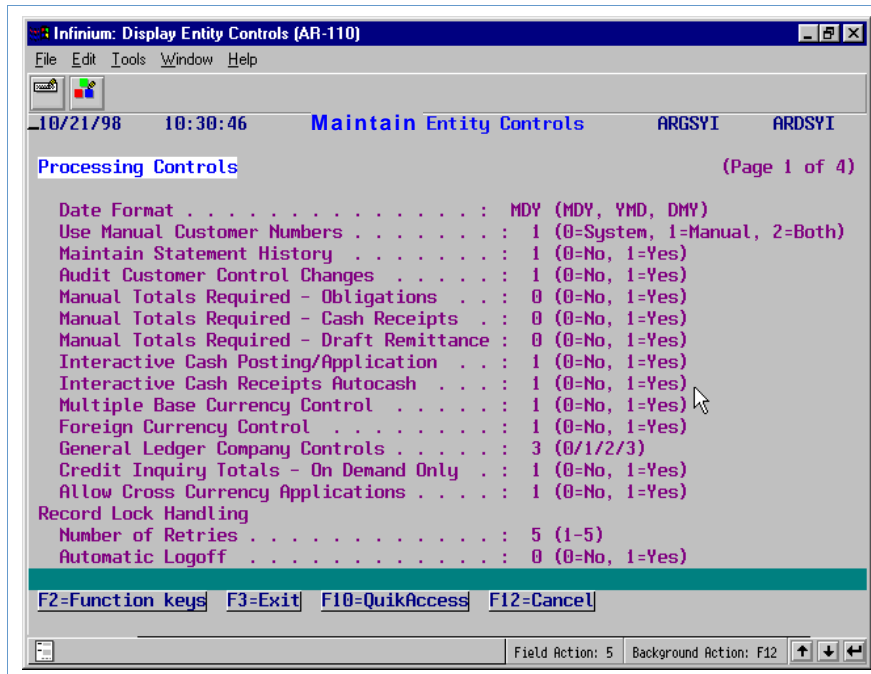 Infinium: Display Entity Controls (AR-110)
File Edit Tools Window Help
10/21/98 10:30:46 Maintain Entity Controls ARGSYI ARDSYI
Processing Controls (Page 1 of 4)
Date Format . . . . . . . . . . . . . . : MDY (MDY, YMD, DMY)
Use Manual Customer Numbers . . . . . . . : 1 (0=System, 1=Manual, 2=Both)
Maintain Statement History . . . . . . . : 1 (0=No, 1=Yes)
Audit Customer Control Changes . . . . . : 1 (0=No, 1=Yes)
Manual Totals Required - Obligations . . : 0 (0=No, 1=Yes)
Manual Totals Required - Cash Receipts . : 0 (0=No, 1=Yes)
Manual Totals Required - Draft Remittance : 0 (0=No, 1=Yes)
Interactive Cash Posting/Application . . : 1 (0=No, 1=Yes)
Interactive Cash Receipts Autocash . . . : 1 (0=No, 1=Yes)
Multiple Base Currency Control . . . . . : 1 (0=No, 1=Yes)
Foreign Currency Control . . . . . . . . : 1 (0=No, 1=Yes)
General Ledger Company Controls . . . . . : 3 (0/1/2/3)
Credit Inquiry Totals - On Demand Only . : 1 (0=No, 1=Yes)
Allow Cross Currency Applications . . . . : 1 (0=No, 1=Yes)
Record Lock Handling
Number of Retries . . . . . . . . . . . . : 5 (1-5)
Automatic Logoff . . . . . . . . . . . . : 0 (0=No, 1=Yes)
F2=Function keys F3=Exit F10=QuikAccess F12=Cancel
Field Action: 5 Background Action: F12